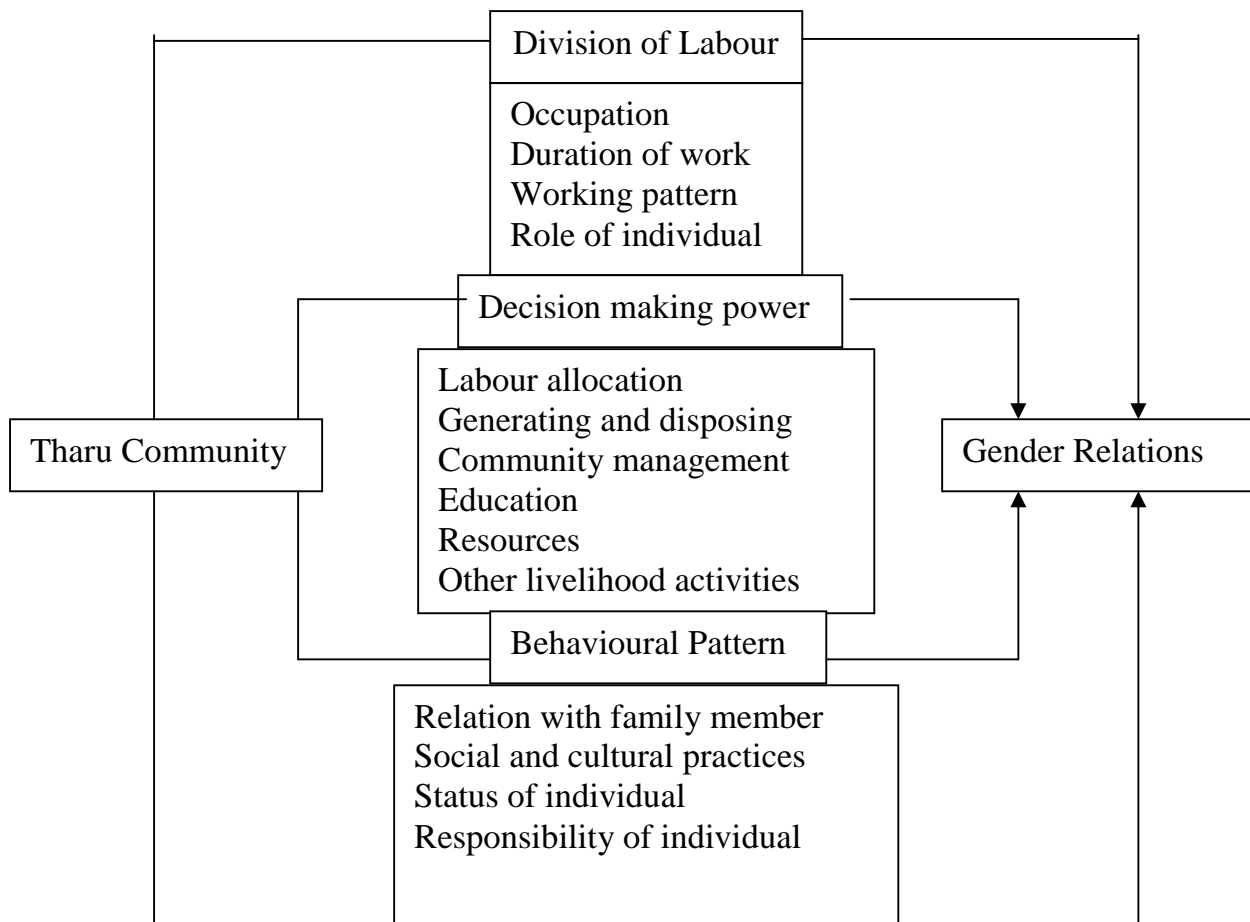 Division of Labour
Occupation
Duration of work
Working pattern
Role of individual
Decision making power
Labour allocation
Generating and disposing
Community management
Education
Resources
Other livelihood activities
Tharu Community
Gender Relations
Behavioural Pattern
Relation with family member
Social and cultural practices
Status of individual
Responsibility of individual